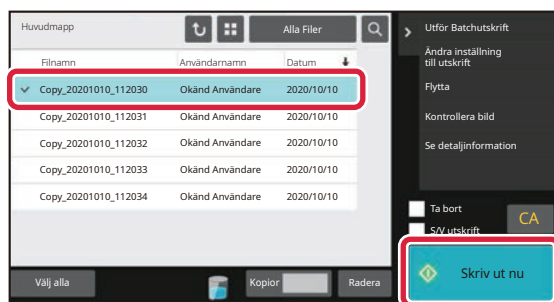 Huvudmapp
Alla Filer
Filnamn Användarnamn Datum
Copy_20201010_112030 Okänd Användare 2020/10/10
Copy_20201010_112031 Okänd Användare 2020/10/10
Copy_20201010_112032 Okänd Användare 2020/10/10
Copy_20201010_112033 Okänd Användare 2020/10/10
Copy_20201010_112034 Okänd Användare 2020/10/10
Välj alla
Kopior
Radera
Utför Batchutskrift
Ändra inställning
till utskrift
Flytta
Kontrollera bild
Se detaljinformation
Ta bort
S/V utskrift
CA
Skriv ut nu